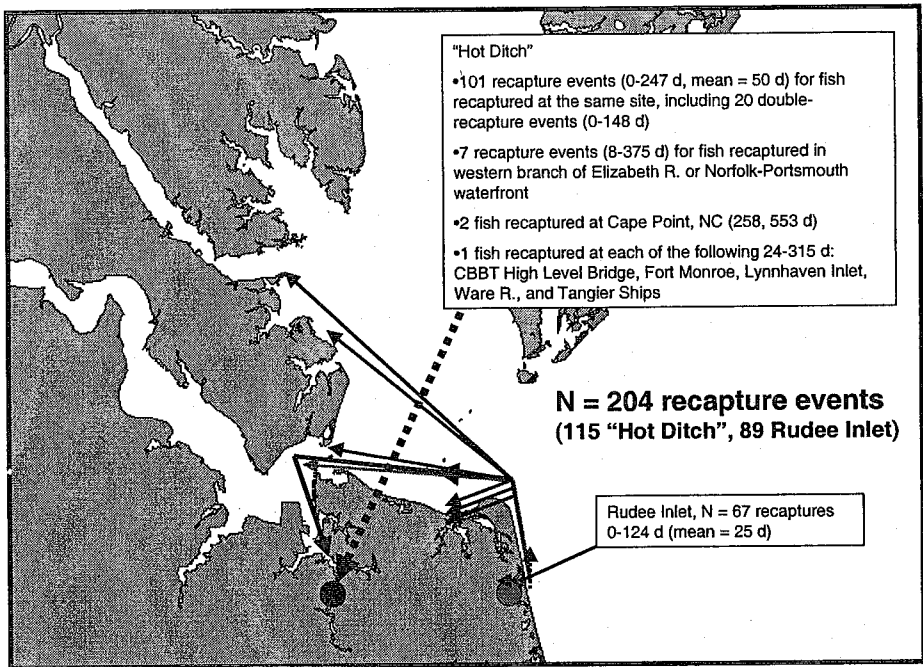 "Hot Ditch"
•101 recapture events (0-247 d, mean = 50 d) for fish
recaptured at the same site, including 20 double-
recapture events (0-148 d)
•7 recapture events (8-375 d) for fish recaptured in
western branch of Elizabeth R. or Norfolk-Portsmouth
waterfront
•2 fish recaptured at Cape Point, NC (258, 553 d)
•1 fish recaptured at each of the following 24-315 d:
CBBT High Level Bridge, Fort Monroe, Lynnhaven Inlet,
Ware R., and Tangier Ships
N = 204 recapture events
(115 "Hot Ditch", 89 Rudee Inlet)
Rudee Inlet, N = 67 recaptures
0-124 d (mean = 25 d)